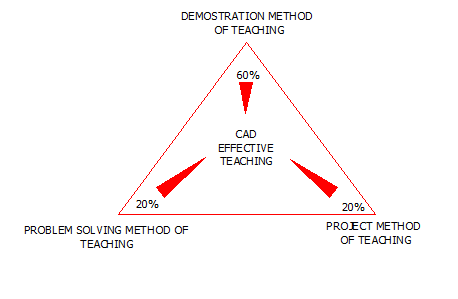 DEMOSTRATION METHOD
OF TEACHING
60%
CAD
EFFECTIVE
TEACHING
20%
20%
PROBLEM SOLVING METHOD OF
TEACHING
PROJECT METHOD
OF TEACHING